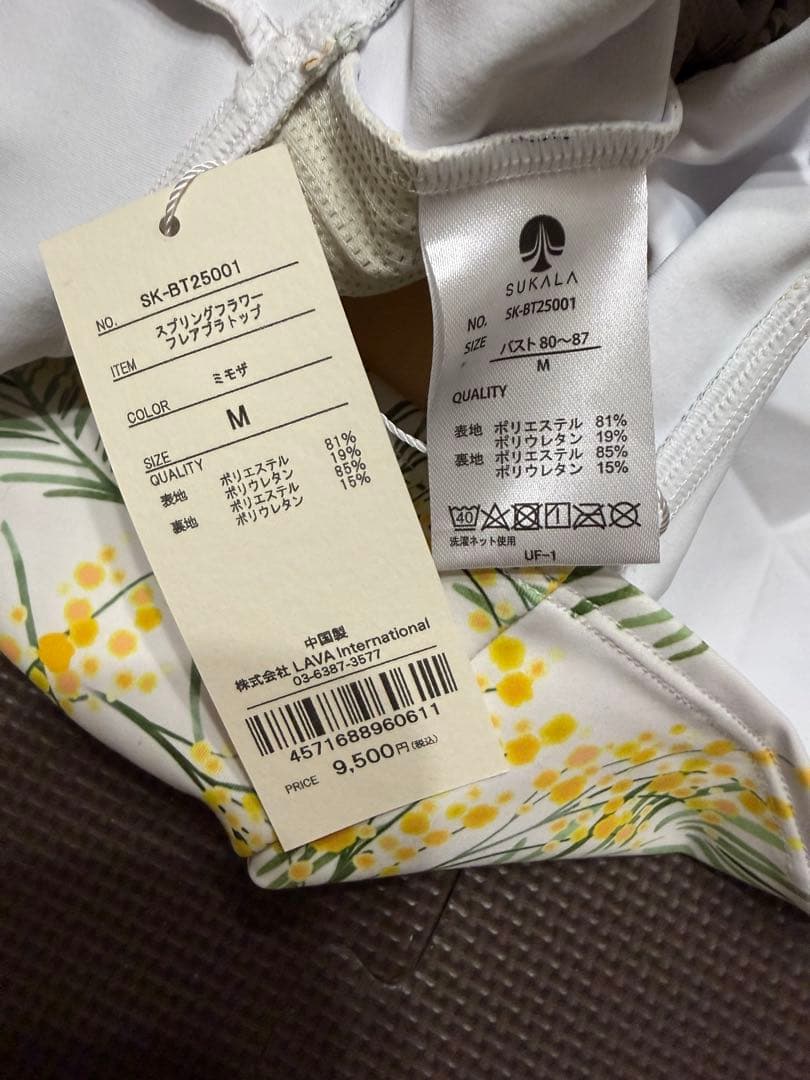 NO. SK-BT25001
ITEM スプリングフラワー
フレアブラトップ
COLOR ミモザ
SIZE M
QUALITY
表地 ポリエステル 81%
ポリウレタン 19%
裏地 ポリエステル 85%
ポリウレタン 15%
中国製
株式会社 LAVA International
03-6387-3577
4571688960611
PRICE 9,500円(税込)
SUKALA
NO. SK-BT25001
SIZE バスト80〜87
M
QUALITY
表地 ポリエステル 81%
ポリウレタン 19%
裏地 ポリエステル 85%
ポリウレタン 15%
40
洗濯ネット使用
UF-1